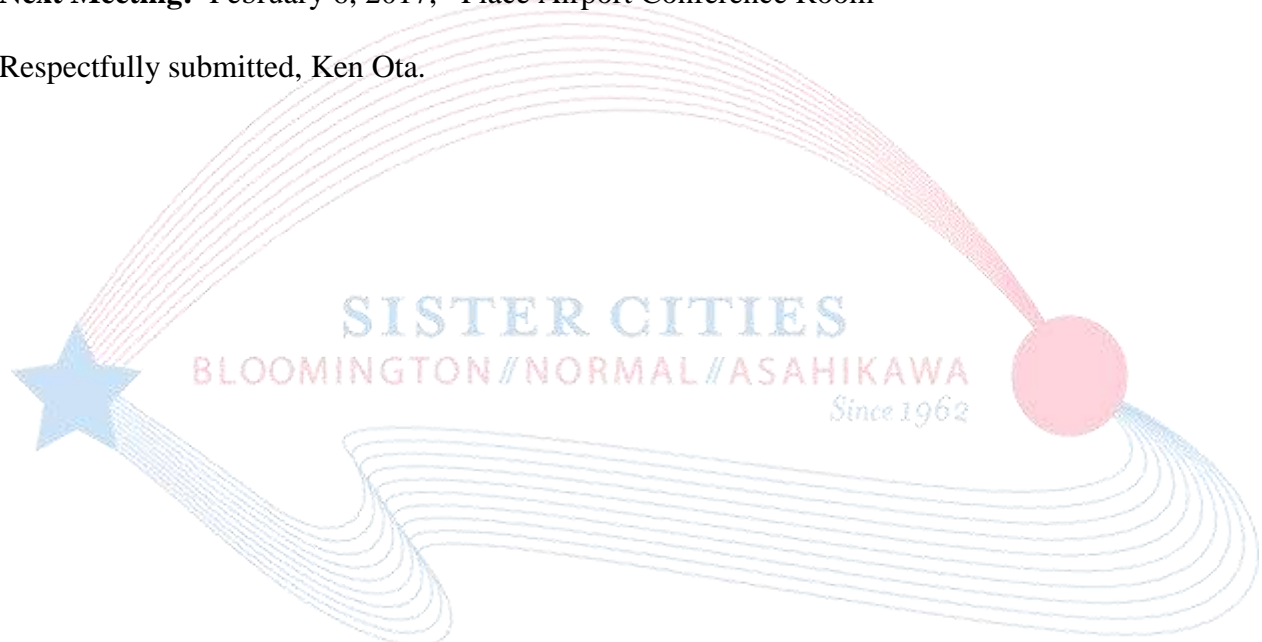 Next Meeting: February 6, 2017, Place Airport Conference Room
Respectfully submitted, Ken Ota.
SISTER CITIES
BLOOMINGTON//NORMAL//ASAHIKAWA
Since 1962